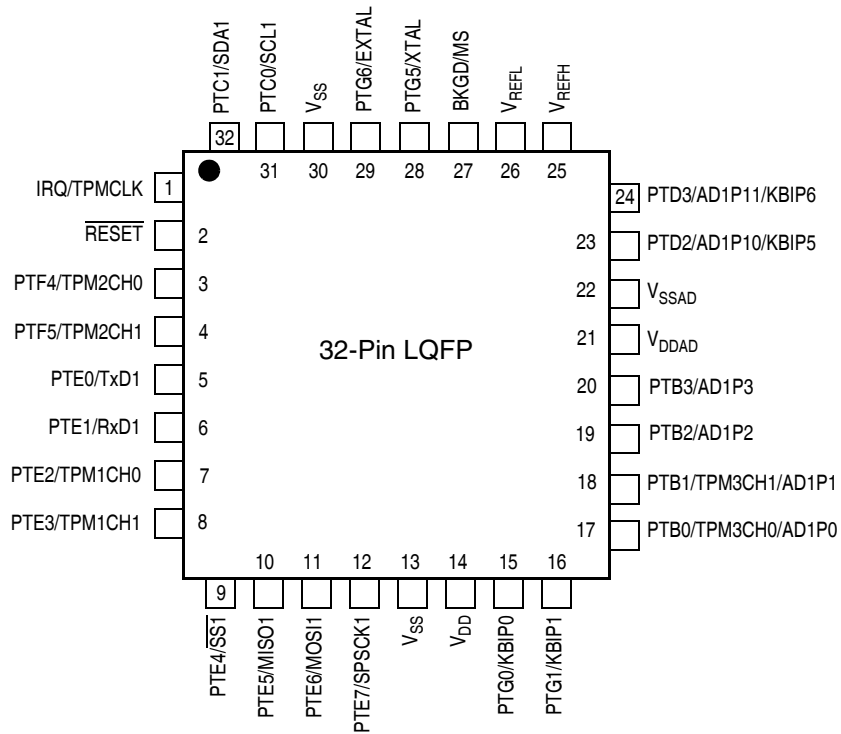 PTC1/SDA1
PTC0/SCL1
VSS
PTG6/EXTAL
PTG5/XTAL
BKGD/MS
VREFL
VREFH
32
31
30
29
28
27
26
25
IRQ/TPMCLK 1
RESET 2
PTF4/TPM2CH0 3
PTF5/TPM2CH1 4
PTE0/TxD1 5
PTE1/RxD1 6
PTE2/TPM1CH0 7
PTE3/TPM1CH1 8
32-Pin LQFP
24 PTD3/AD1P11/KBIP6
23 PTD2/AD1P10/KBIP5
22 VSSAD
21 VDDAD
20 PTB3/AD1P3
19 PTB2/AD1P2
18 PTB1/TPM3CH1/AD1P1
17 PTB0/TPM3CH0/AD1P0
9
10
11
12
13
14
15
16
PTE4/SS1
PTE5/MISO1
PTE6/MOSI1
PTE7/SPSCK1
VSS
VDD
PTG0/KBIP0
PTG1/KBIP1